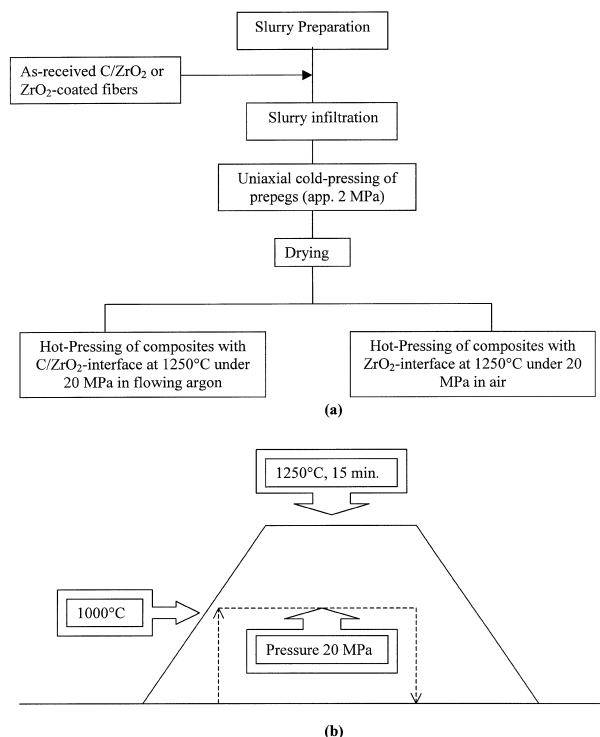 Slurry Preparation
As-received C/ZrO₂ or
ZrO₂-coated fibers
Slurry infiltration
Uniaxial cold-pressing of
prepegs (app. 2 MPa)
Drying
Hot-Pressing of composites with
C/ZrO₂-interface at 1250°C under
20 MPa in flowing argon
Hot-Pressing of composites with
ZrO₂-interface at 1250°C under 20
MPa in air
(a)
1250°C, 15 min.
1000°C
Pressure 20 MPa
(b)